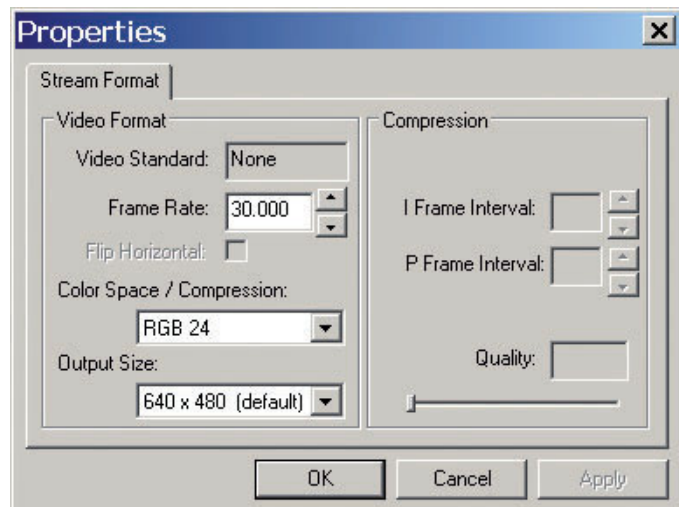 Properties
Stream Format
Video Format
Video Standard: None
Frame Rate: 30.000
Flip Horizontal:
Color Space / Compression:
RGB 24
Output Size:
640 x 480 (default)
Compression
I Frame Interval:
P Frame Interval:
Quality:
OK Cancel Apply